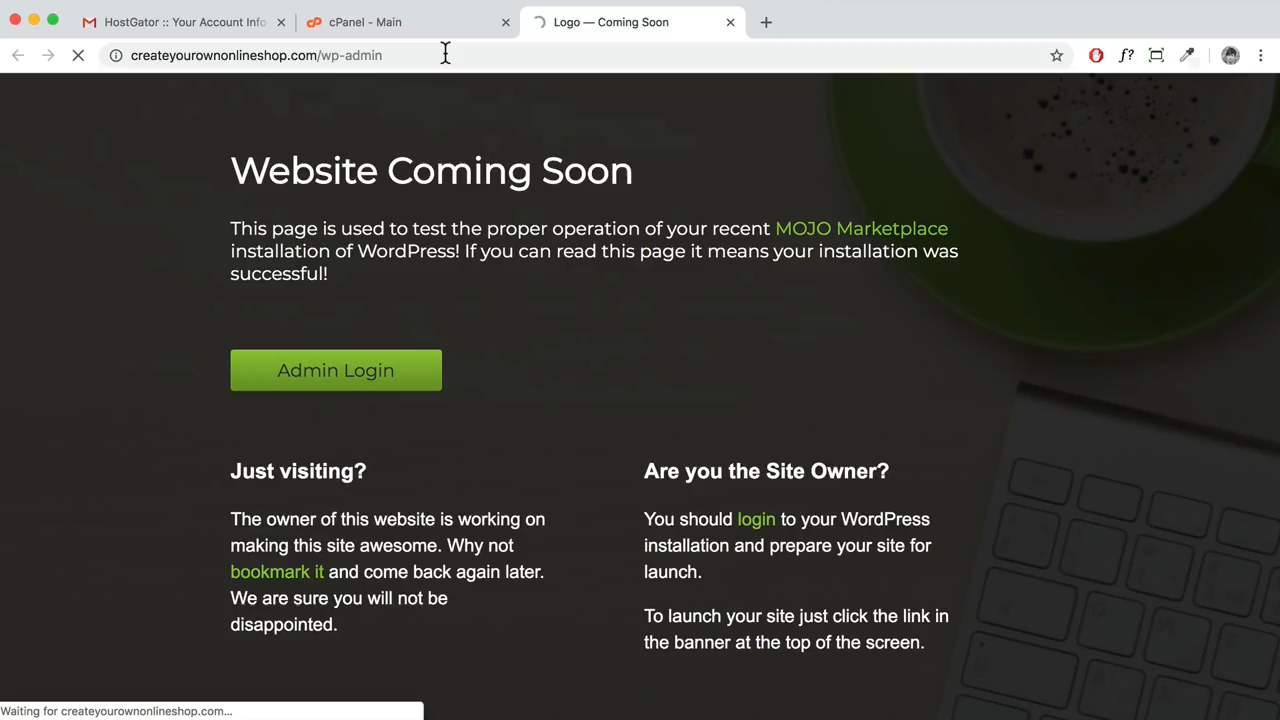 HostGator :: Your Account Info
cPanel - Main
Logo — Coming Soon
createyourownonlineshop.com/wp-admin
f?
Website Coming Soon
This page is used to test the proper operation of your recent MOJO Marketplace
installation of WordPress! If you can read this page it means your installation was
successful!
Admin Login
Just visiting?
The owner of this website is working on
making this site awesome. Why not
bookmark it and come back again later.
We are sure you will not be
disappointed.
Are you the Site Owner?
You should login to your WordPress
installation and prepare your site for
launch.
To launch your site just click the link in
the banner at the top of the screen.
Waiting for createyourownonlineshop.com...